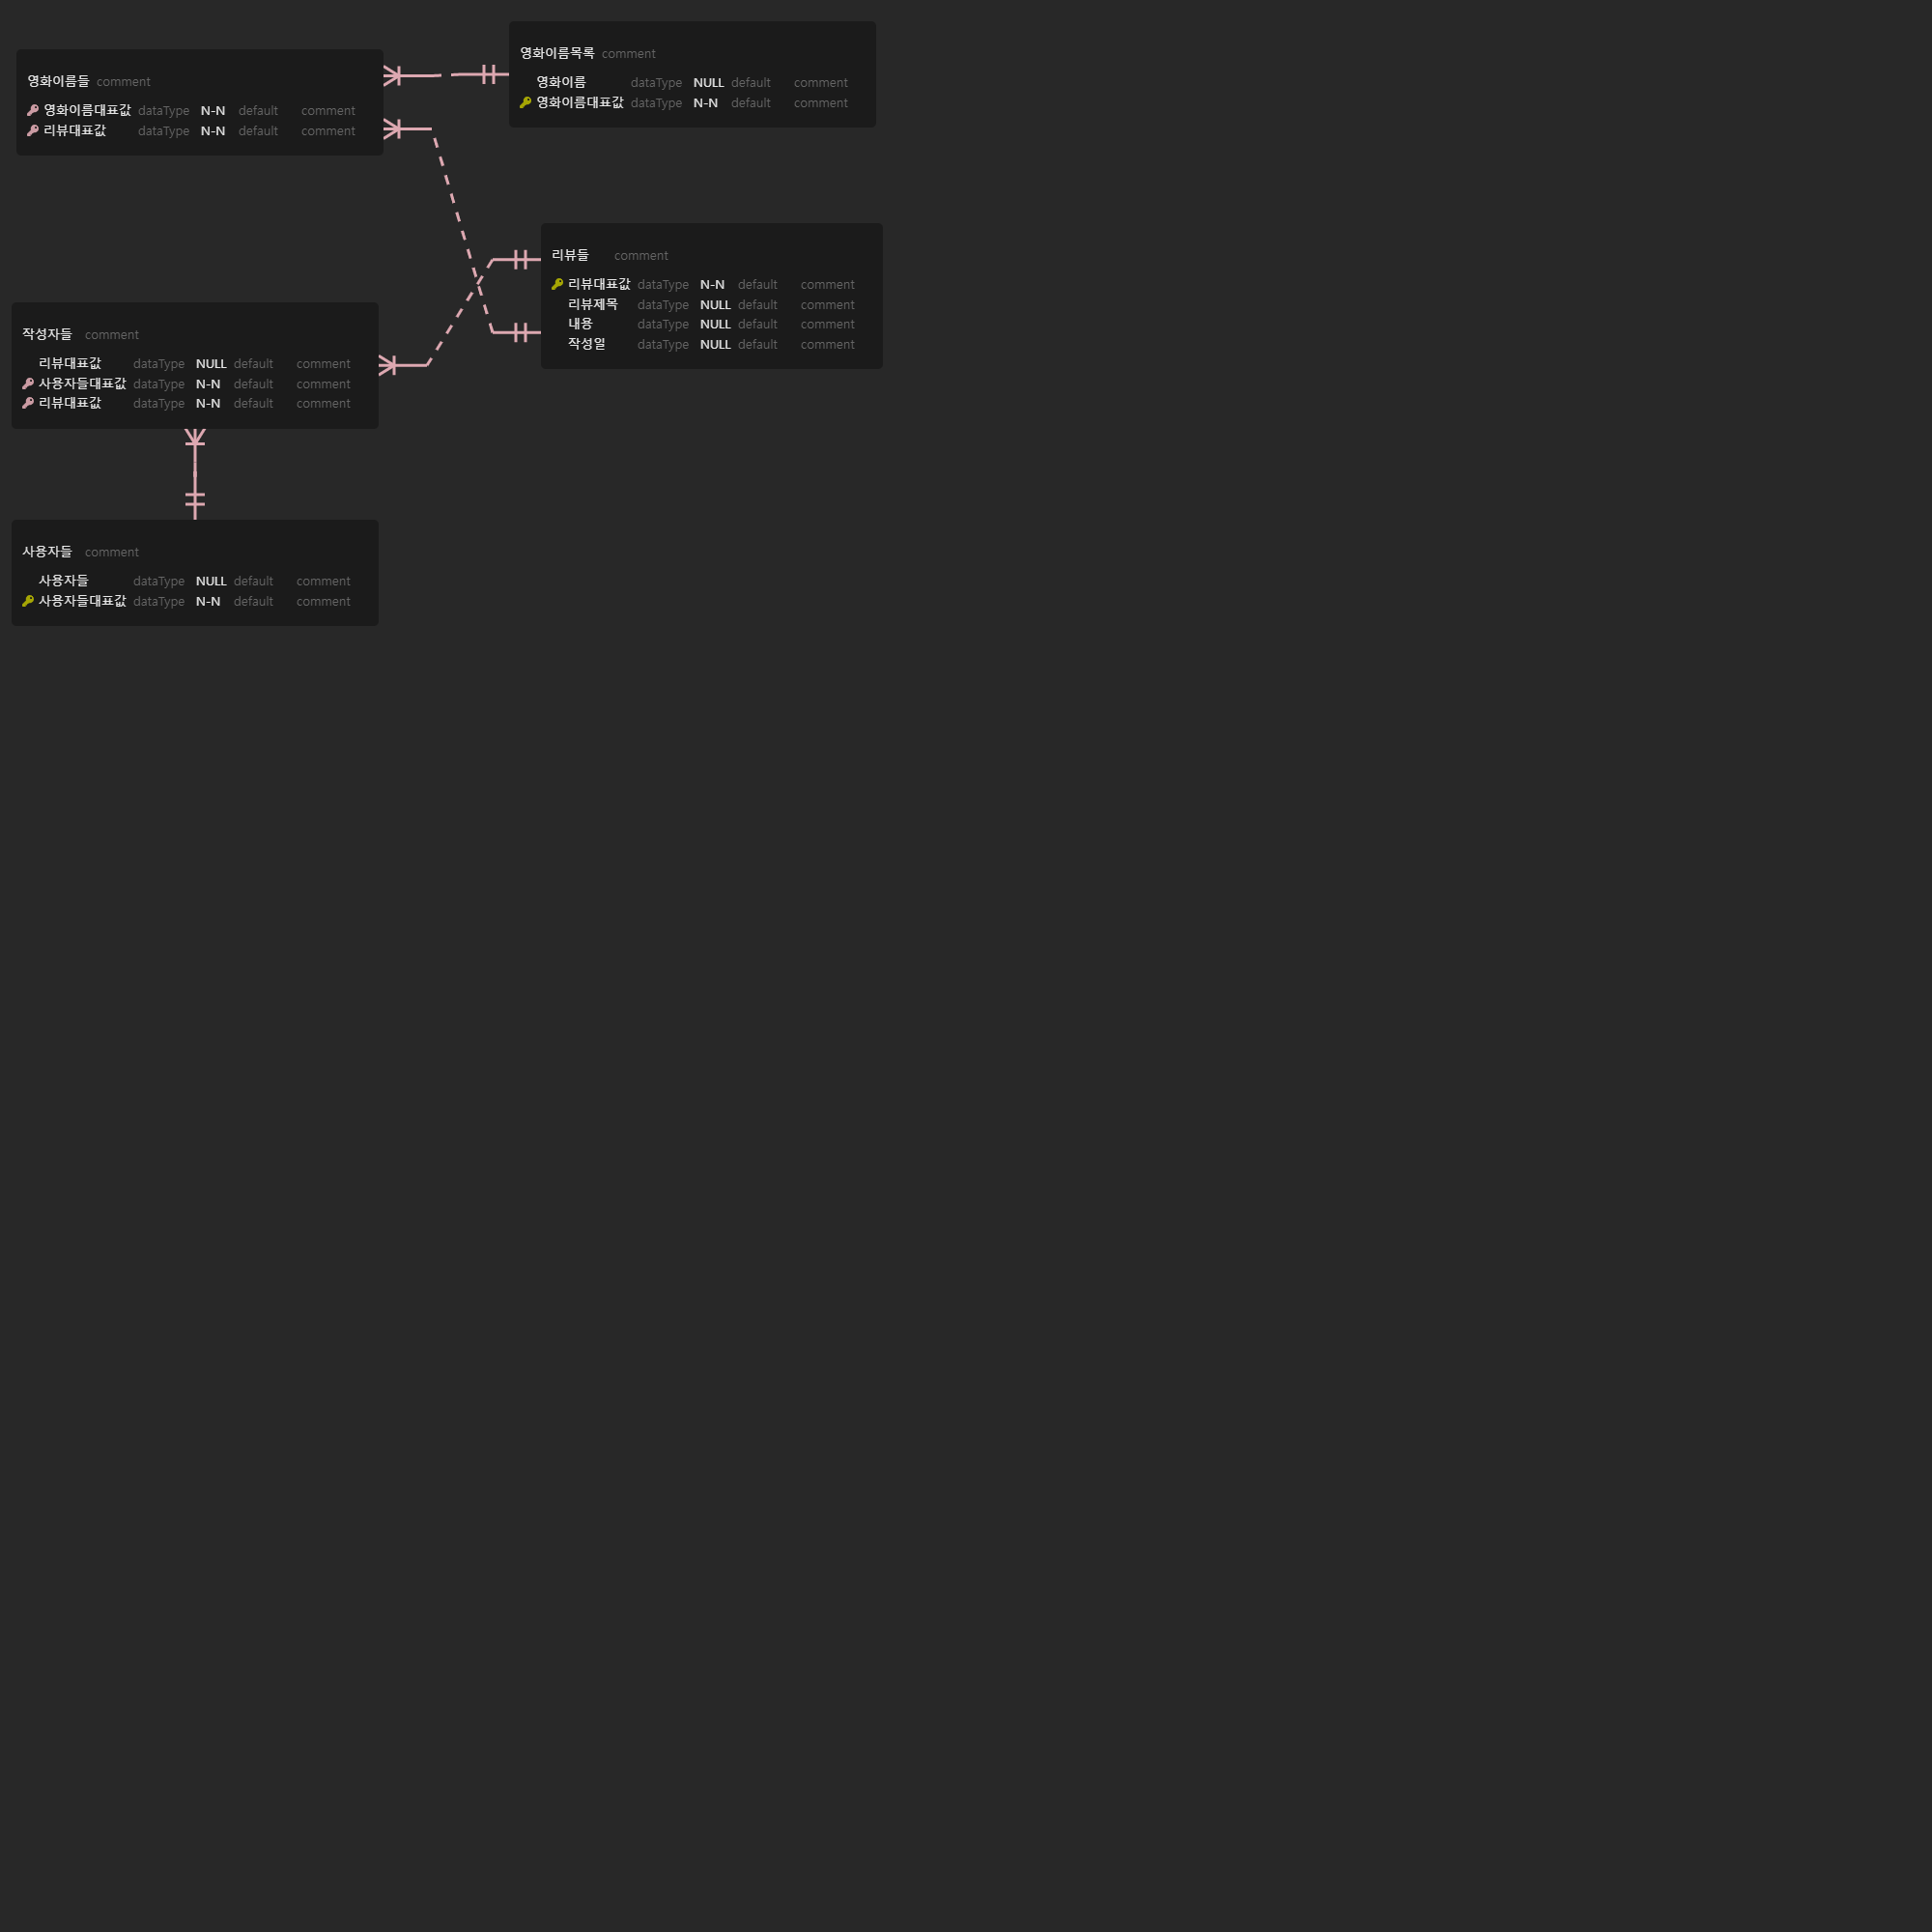 영화이름들 comment
영화이름대표값 dataType N-N default comment
리뷰대표값 dataType N-N default comment
영화이름목록 comment
영화이름 dataType NULL default comment
영화이름대표값 dataType N-N default comment
리뷰들 comment
리뷰대표값 dataType N-N default comment
리뷰제목 dataType NULL default comment
내용 dataType NULL default comment
작성일 dataType NULL default comment
작성자들 comment
리뷰대표값 dataType NULL default comment
사용자들대표값 dataType N-N default comment
리뷰대표값 dataType N-N default comment
사용자들 comment
사용자들 dataType NULL default comment
사용자들대표값 dataType N-N default comment